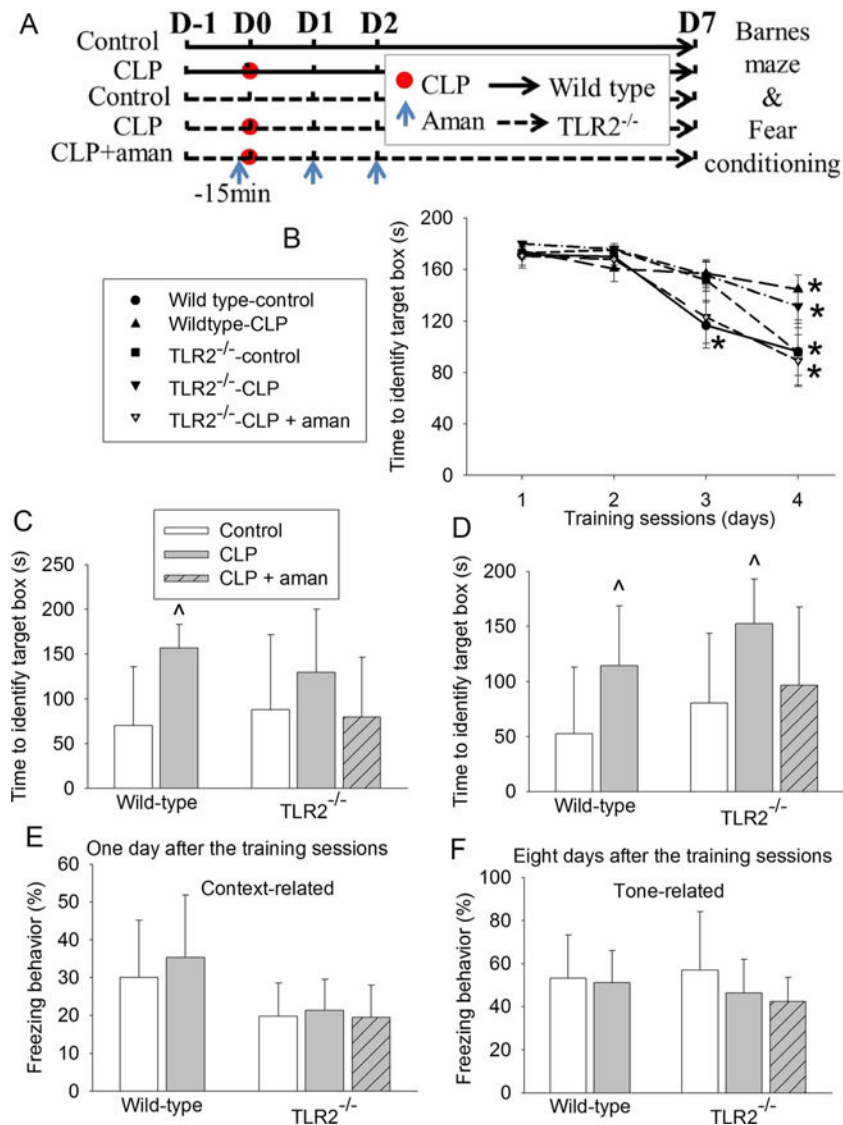 A
D-1 D0 D1 D2 D7
Control
CLP
Control
CLP
CLP+aman
-15min
CLP Wild type
Aman TLR2-/-
Barnes
maze
&
Fear
conditioning
B
Wild type-control
Wildtype-CLP
TLR2-/--control
TLR2-/--CLP
TLR2-/--CLP + aman
Time to identify target box (s)
200
160
120
80
40
0
*
*
*
*
*
1 2 3 4
Training sessions (days)
C
Control
CLP
CLP + aman
Time to identify target box (s)
250
200
150
100
50
0
^
Wild-type TLR2-/-
D
Time to identify target box (s)
200
150
100
50
0
^ ^
Wild-type TLR2-/-
E One day after the training sessions
Context-related
Freezing behavior (%)
60
50
40
30
20
10
0
Wild-type TLR2-/-
F Eight days after the training sessions
Tone-related
Freezing behavior (%)
100
80
60
40
20
0
Wild-type TLR2-/-